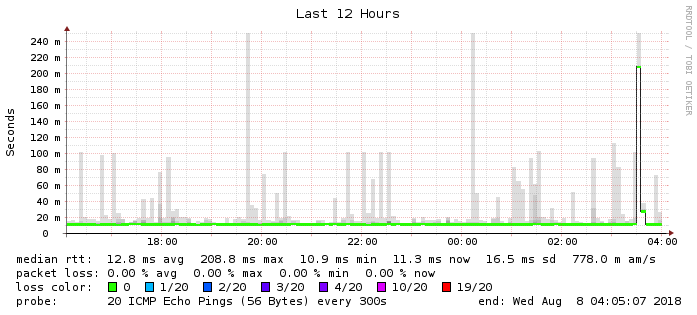 Last 12 Hours
RRDTOOL / TOBI OETIKER
Seconds
240 m
220 m
200 m
180 m
160 m
140 m
120 m
100 m
80 m
60 m
40 m
20 m
0
18:00 20:00 22:00 00:00 02:00 04:00
median rtt: 12.8 ms avg 208.8 ms max 10.9 ms min 11.3 ms now 16.5 ms sd 778.0 m am/s
packet loss: 0.00 % avg 0.00 % max 0.00 % min 0.00 % now
loss color: 0 1/20 2/20 3/20 4/20 10/20 19/20
probe: 20 ICMP Echo Pings (56 Bytes) every 300s end: Wed Aug 8 04:05:07 2018